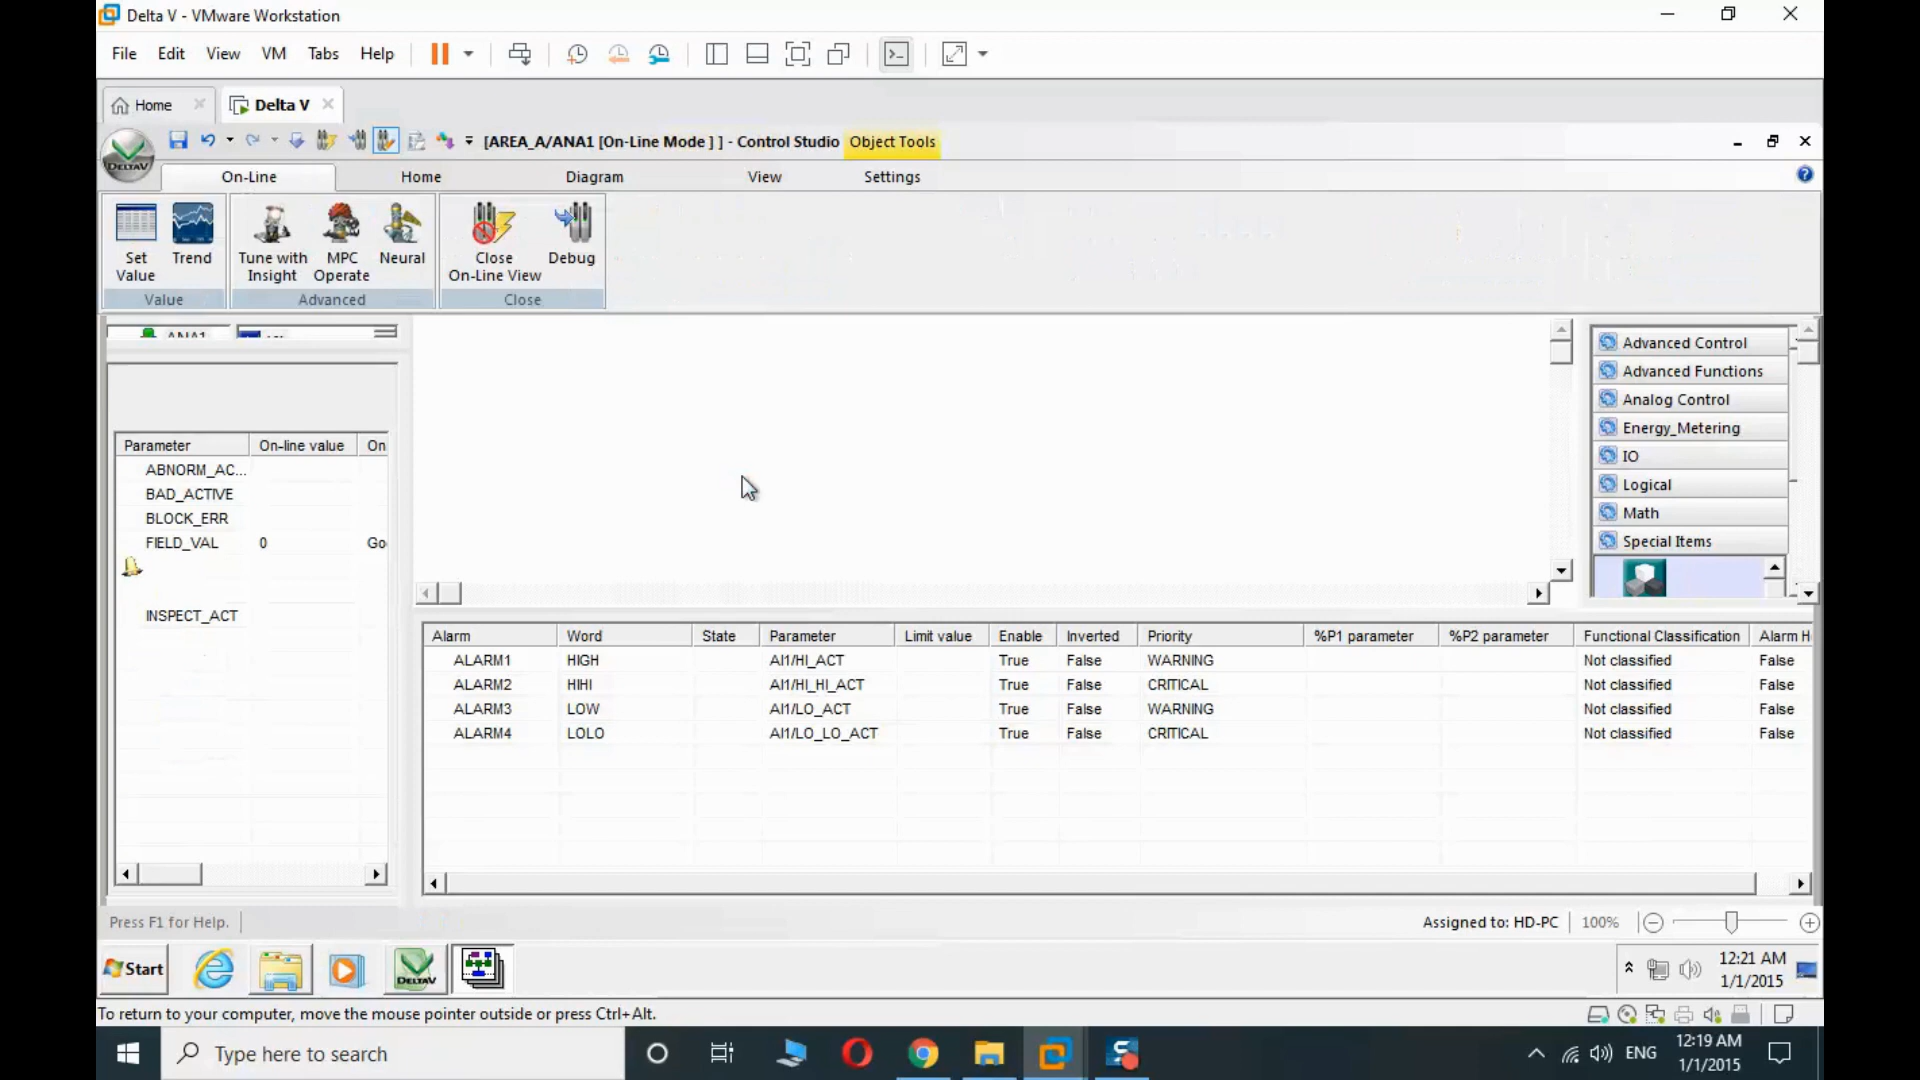 Delta V - VMware Workstation
File Edit View VM Tabs Help
Home Delta V
[AREA_A/ANA1 [On-Line Mode ] ] - Control Studio Object Tools
DELTAV
On-Line Home Diagram View Settings
Set Value Trend Tune with Insight MPC Operate Neural Close On-Line View Debug
Value Advanced Close
ANA1
Parameter On-line value On
ABNORM_AC...
BAD_ACTIVE
BLOCK_ERR
FIELD_VAL 0 Go
INSPECT_ACT
Advanced Control
Advanced Functions
Analog Control
Energy_Metering
IO
Logical
Math
Special Items
Alarm Word State Parameter Limit value Enable Inverted Priority %P1 parameter %P2 parameter Functional Classification Alarm H
ALARM1 HIGH AI1/HI_ACT True False WARNING Not classified False
ALARM2 HIHI AI1/HI_HI_ACT True False CRITICAL Not classified False
ALARM3 LOW AI1/LO_ACT True False WARNING Not classified False
ALARM4 LOLO AI1/LO_LO_ACT True False CRITICAL Not classified False
Press F1 for Help. Assigned to: HD-PC 100%
Start DELTAV 12:21 AM
1/1/2015
To return to your computer, move the mouse pointer outside or press Ctrl+Alt.
Type here to search ENG 12:19 AM
1/1/2015